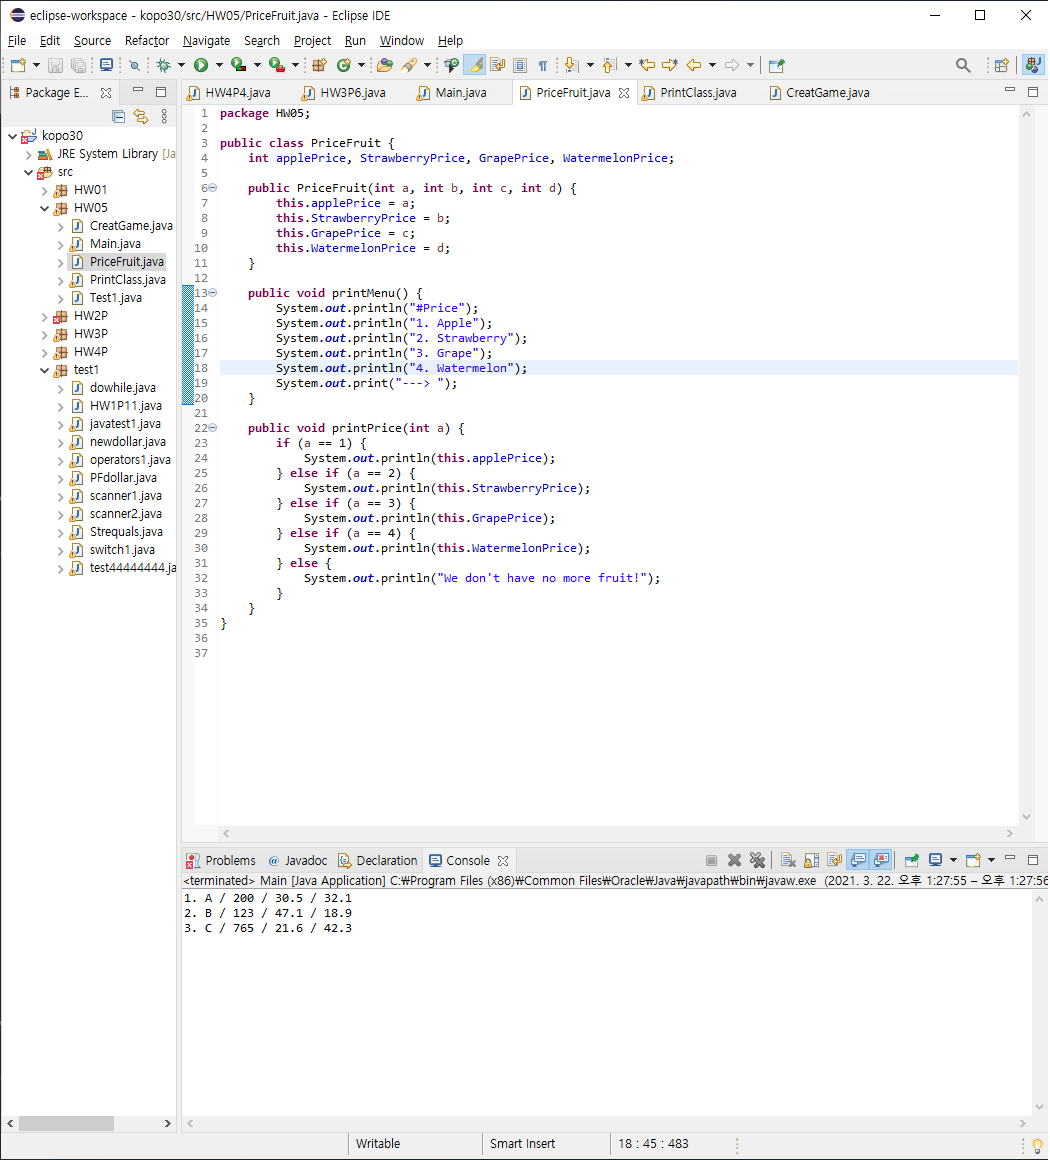 eclipse-workspace - kopo30/src/HW05/PriceFruit.java - Eclipse IDE
File Edit Source Refactor Navigate Search Project Run Window Help
Package E...
kopo30
JRE System Library [Ja
src
HW01
HW05
CreatGame.java
Main.java
PriceFruit.java
PrintClass.java
Test1.java
HW2P
HW3P
HW4P
test1
dowhile.java
HW1P11.java
javatest1.java
newdollar.java
operators1.java
PFdollar.java
scanner1.java
scanner2.java
Strequals.java
switch1.java
test44444444.ja
HW4P4.java HW3P6.java Main.java PriceFruit.java PrintClass.java CreatGame.java
1 package HW05;
2
3 public class PriceFruit {
4 int applePrice, StrawberryPrice, GrapePrice, WatermelonPrice;
5
6 public PriceFruit(int a, int b, int c, int d) {
7 this.applePrice = a;
8 this.StrawberryPrice = b;
9 this.GrapePrice = c;
10 this.WatermelonPrice = d;
11 }
12
13 public void printMenu() {
14 System.out.println("#Price");
15 System.out.println("1. Apple");
16 System.out.println("2. Strawberry");
17 System.out.println("3. Grape");
18 System.out.println("4. Watermelon");
19 System.out.print("---> ");
20 }
21
22 public void printPrice(int a) {
23 if (a == 1) {
24 System.out.println(this.applePrice);
25 } else if (a == 2) {
26 System.out.println(this.StrawberryPrice);
27 } else if (a == 3) {
28 System.out.println(this.GrapePrice);
29 } else if (a == 4) {
30 System.out.println(this.WatermelonPrice);
31 } else {
32 System.out.println("We don't have no more fruit!");
33 }
34 }
35 }
36
37
Problems Javadoc Declaration Console
<terminated> Main [Java Application] C:₩Program Files (x86)₩Common Files₩Oracle₩Java₩javapath₩bin₩javaw.exe (2021. 3. 22. 오후 1:27:55 – 오후 1:27:56
1. A / 200 / 30.5 / 32.1
2. B / 123 / 47.1 / 18.9
3. C / 765 / 21.6 / 42.3
Writable Smart Insert 18 : 45 : 483